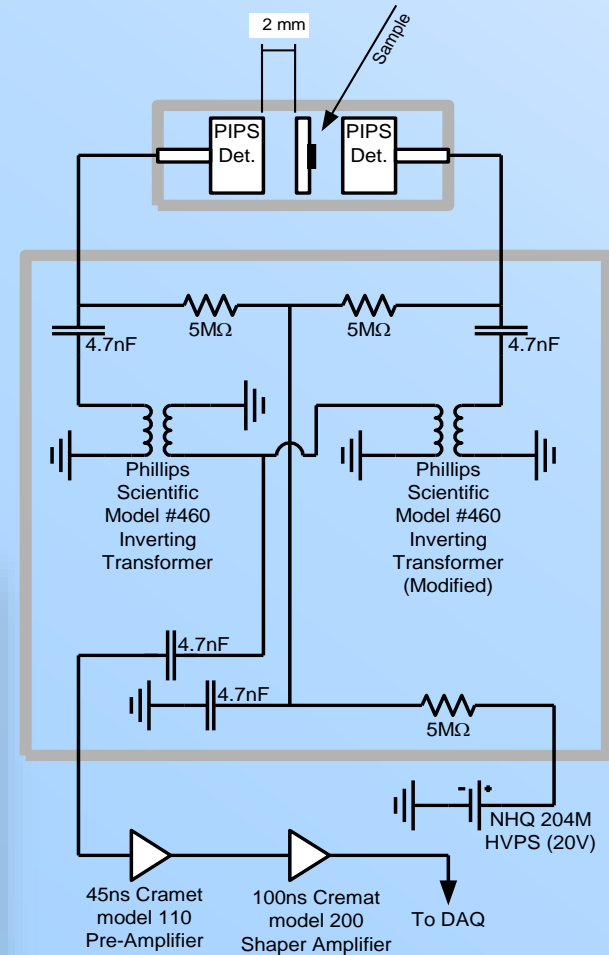 2 mm
Sample
PIPS
Det.
PIPS
Det.
5MΩ
5MΩ
4.7nF
4.7nF
Phillips
Scientific
Model #460
Inverting
Transformer
Phillips
Scientific
Model #460
Inverting
Transformer
(Modified)
4.7nF
4.7nF
5MΩ
- +
NHQ 204M
HVPS (20V)
45ns Cramet
model 110
Pre-Amplifier
100ns Cremat
model 200
Shaper Amplifier
To DAQ